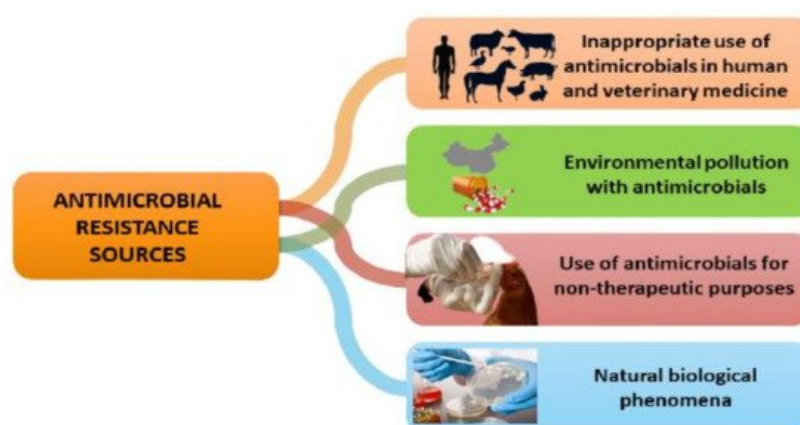 ANTIMICROBIAL
RESISTANCE
SOURCES
Inappropriate use of
antimicrobials in human
and veterinary medicine
Environmental pollution
with antimicrobials
Use of antimicrobials for
non-therapeutic purposes
Natural biological
phenomena